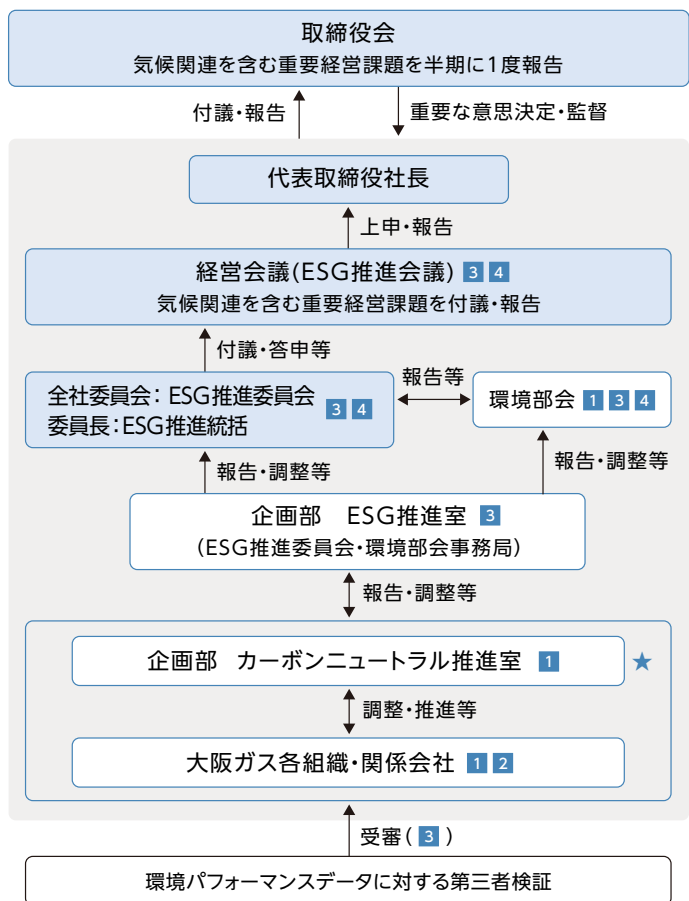 取締役会
気候関連を含む重要経営課題を半期に1度報告
付議・報告
重要な意思決定・監督
代表取締役社長
上申・報告
経営会議(ESG推進会議) 3 4
気候関連を含む重要経営課題を付議・報告
付議・答申等
全社委員会：ESG推進委員会
委員長：ESG推進統括
3 4
報告等
環境部会 1 3 4
報告・調整等
報告・調整等
企画部　ESG推進室 3
(ESG推進委員会・環境部会事務局)
報告・調整等
企画部　カーボンニュートラル推進室 1
★
調整・推進等
大阪ガス各組織・関係会社 1 2
受審( 3 )
環境パフォーマンスデータに対する第三者検証